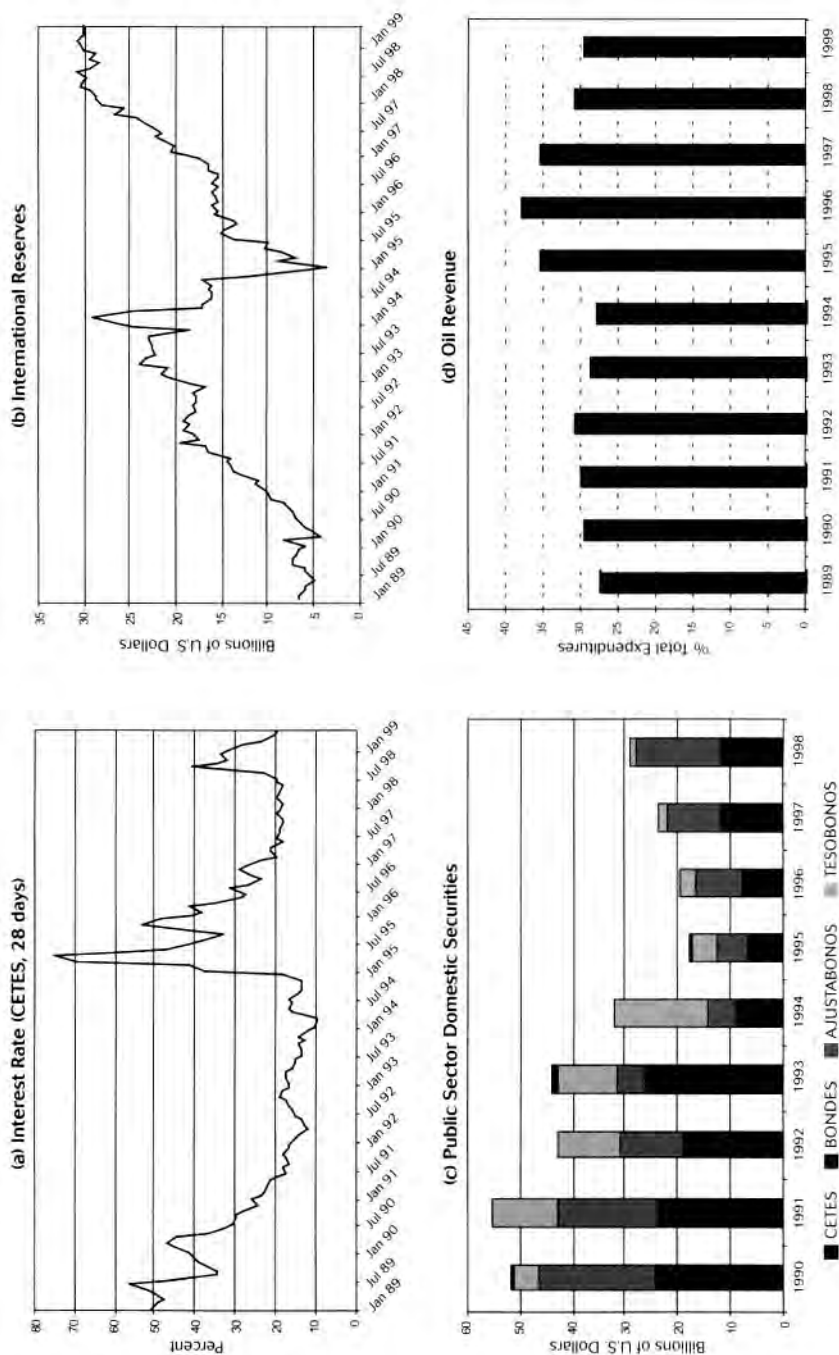 (a) Interest Rate (CETES, 28 days)
Percent
80
70
60
50
40
30
20
10
0
Jan 89
Jul 89
Jan 90
Jul 90
Jan 91
Jul 91
Jan 92
Jul 92
Jan 93
Jul 93
Jan 94
Jul 94
Jan 95
Jul 95
Jan 96
Jul 96
Jan 97
Jul 97
Jan 98
Jul 98
Jan 99
(b) International Reserves
Billions of U.S. Dollars
35
30
25
20
15
10
5
0
Jan 89
Jul 89
Jan 90
Jul 90
Jan 91
Jul 91
Jan 92
Jul 92
Jan 93
Jul 93
Jan 94
Jul 94
Jan 95
Jul 95
Jan 96
Jul 96
Jan 97
Jul 97
Jan 98
Jul 98
Jan 99
(c) Public Sector Domestic Securities
Billions of U.S. Dollars
60
50
40
30
20
10
0
1990
1991
1992
1993
1994
1995
1996
1997
1998
CETES BONDES AJUSTABONOS TESOBONOS
(d) Oil Revenue
% Total Expenditures
45
40
35
30
25
20
15
10
5
0
1989
1990
1991
1992
1993
1994
1995
1996
1997
1998
1999